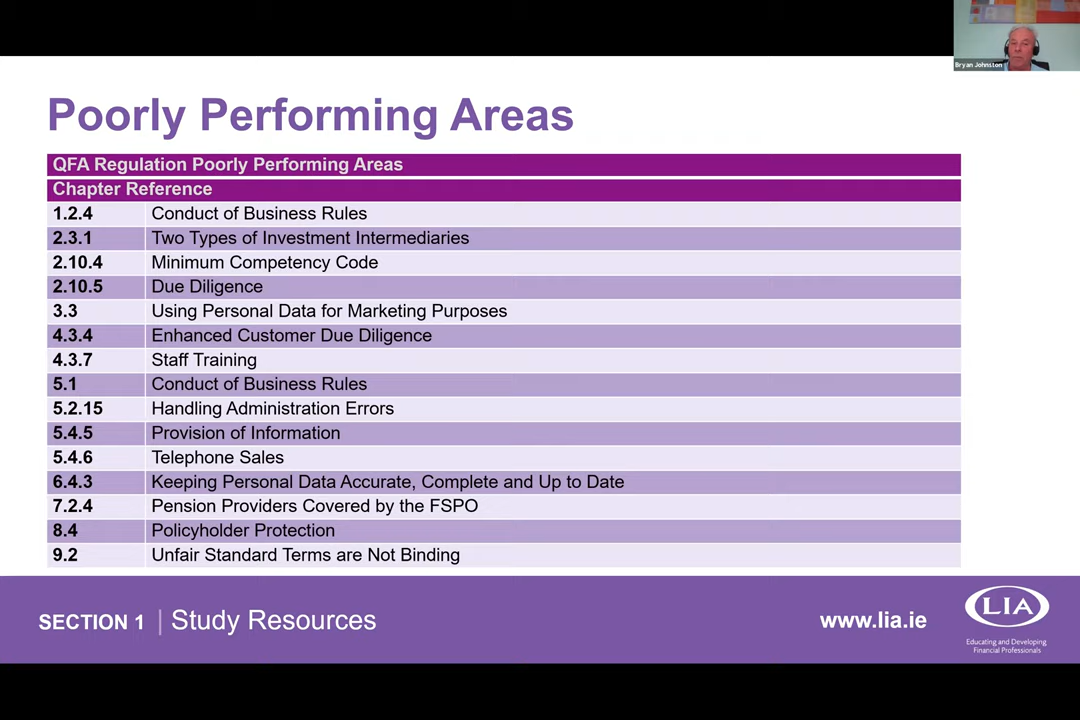 Bryan Johnston
Poorly Performing Areas
QFA Regulation Poorly Performing Areas
Chapter Reference
1.2.4 Conduct of Business Rules
2.3.1 Two Types of Investment Intermediaries
2.10.4 Minimum Competency Code
2.10.5 Due Diligence
3.3 Using Personal Data for Marketing Purposes
4.3.4 Enhanced Customer Due Diligence
4.3.7 Staff Training
5.1 Conduct of Business Rules
5.2.15 Handling Administration Errors
5.4.5 Provision of Information
5.4.6 Telephone Sales
6.4.3 Keeping Personal Data Accurate, Complete and Up to Date
7.2.4 Pension Providers Covered by the FSPO
8.4 Policyholder Protection
9.2 Unfair Standard Terms are Not Binding
SECTION 1 | Study Resources
www.lia.ie
LIA
Educating and Developing
Financial Professionals